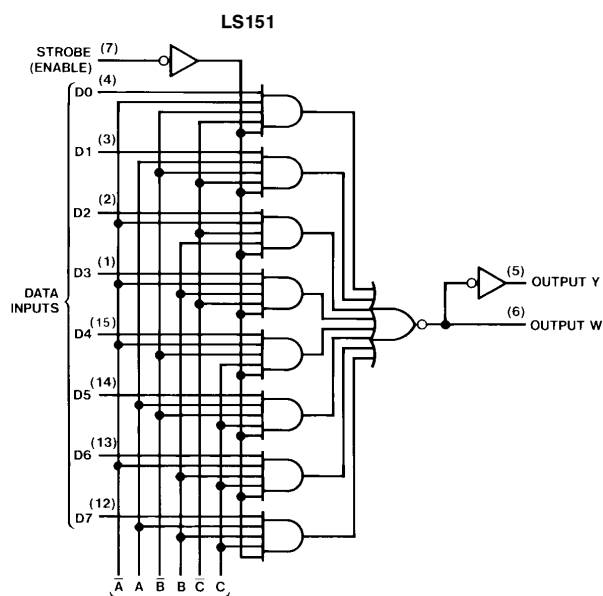 LS151
STROBE (7)
(ENABLE)
(4)
D0
(3)
D1
(2)
D2
(1)
D3
DATA
INPUTS
(15)
D4
(14)
D5
(13)
D6
(12)
D7
(5)
OUTPUT Y
(6)
OUTPUT W
A̅ A B̅ B C̅ C